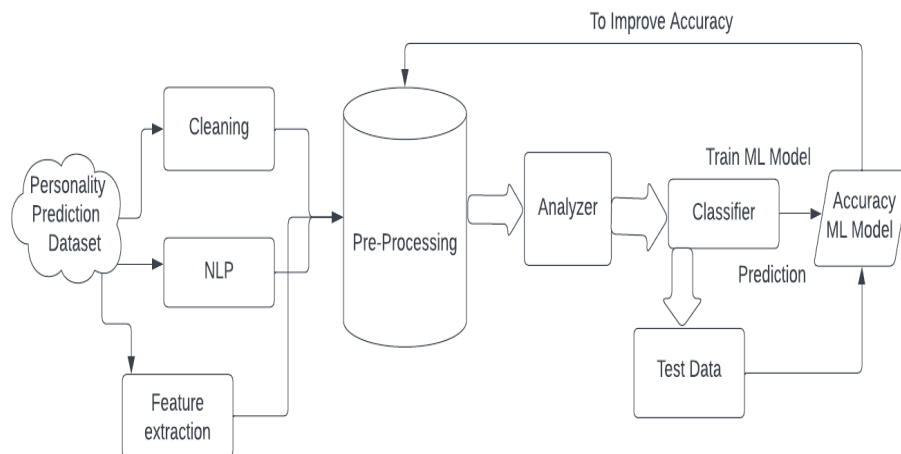 To Improve Accuracy
Cleaning
Personality
Prediction
Dataset
NLP
Feature
extraction
Pre-Processing
Analyzer
Train ML Model
Classifier
Accuracy
ML Model
Prediction
Test Data